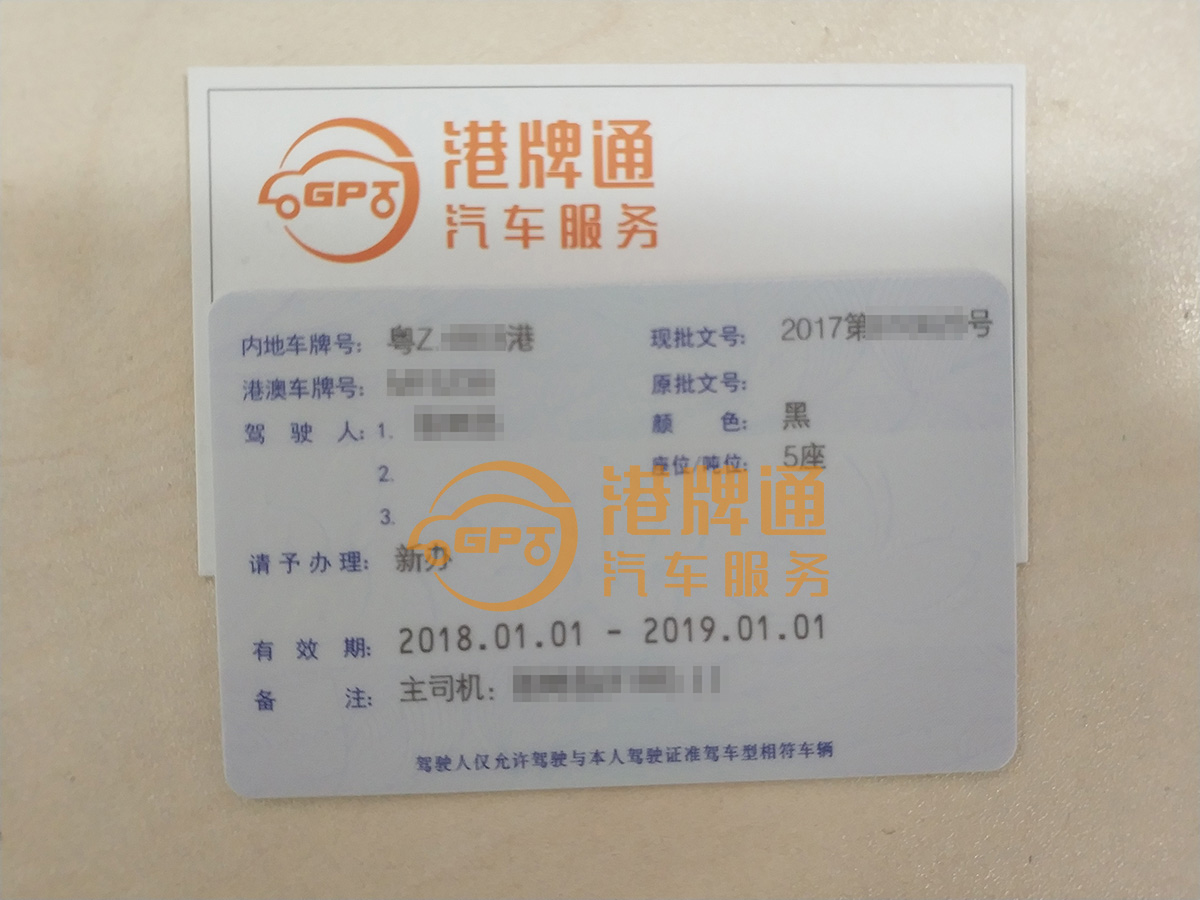 GPT
港牌通
汽车服务
内地车牌号: 粤Z 港
现批文号: 2017第 号
港澳车牌号:
原批文号:
驾驶人: 1.
颜色: 黑
2.
座位/吨位: 5座
3.
GPT
港牌通
汽车服务
请予办理: 新办
有效期: 2018.01.01 - 2019.01.01
备注: 主司机:
驾驶人仅允许驾驶与本人驾驶证准驾车型相符车辆